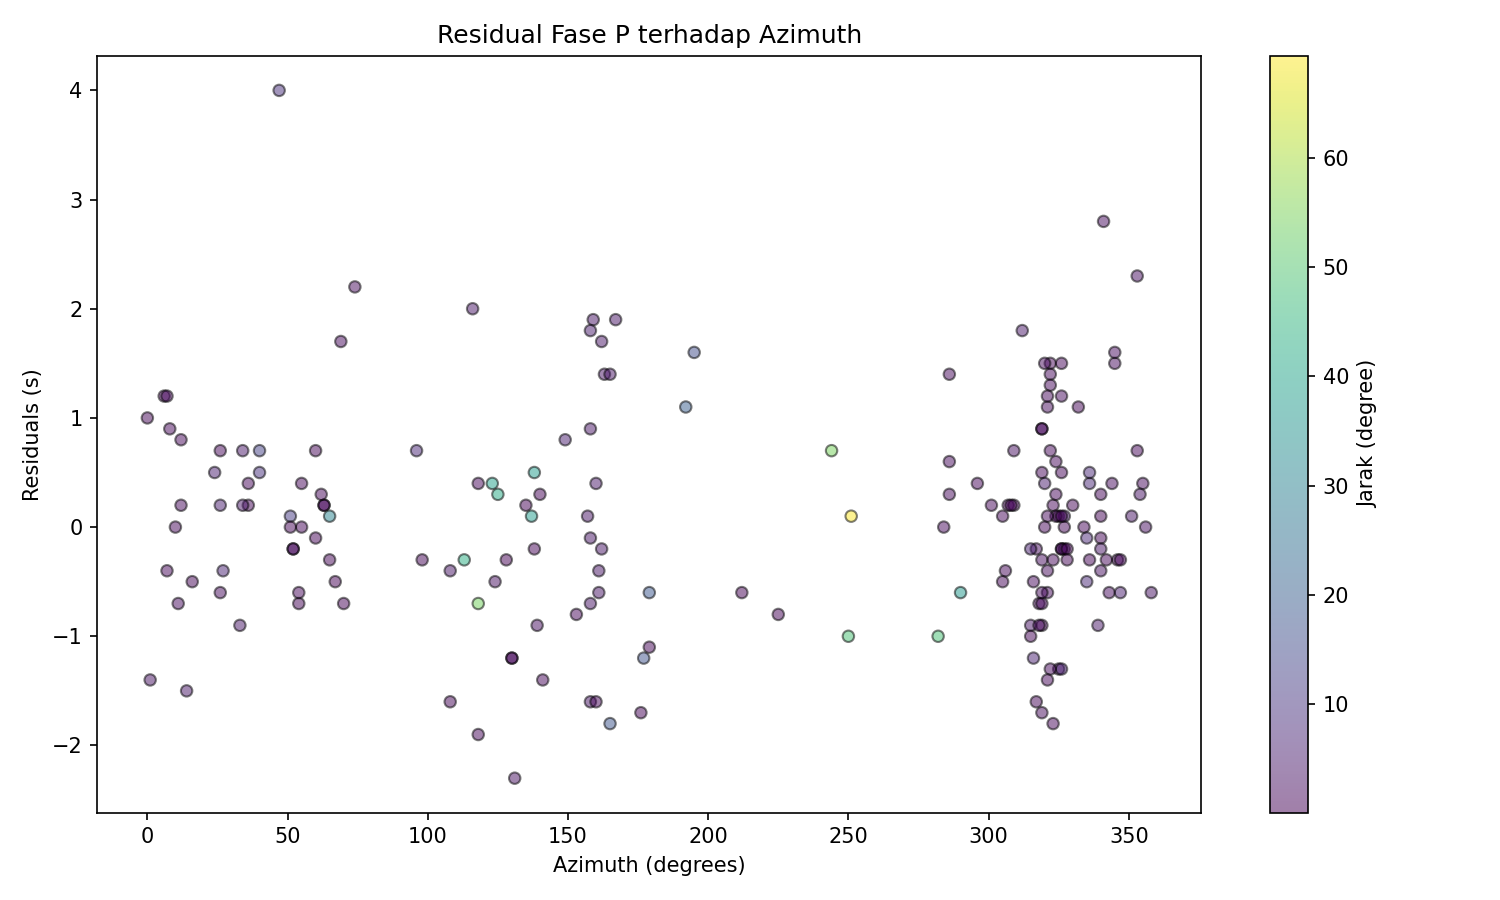 Residual Fase P terhadap Azimuth
Residuals (s)
4
3
2
1
0
−1
−2
0 50 100 150 200 250 300 350
Azimuth (degrees)
60
50
40
30
20
10
Jarak (degree)